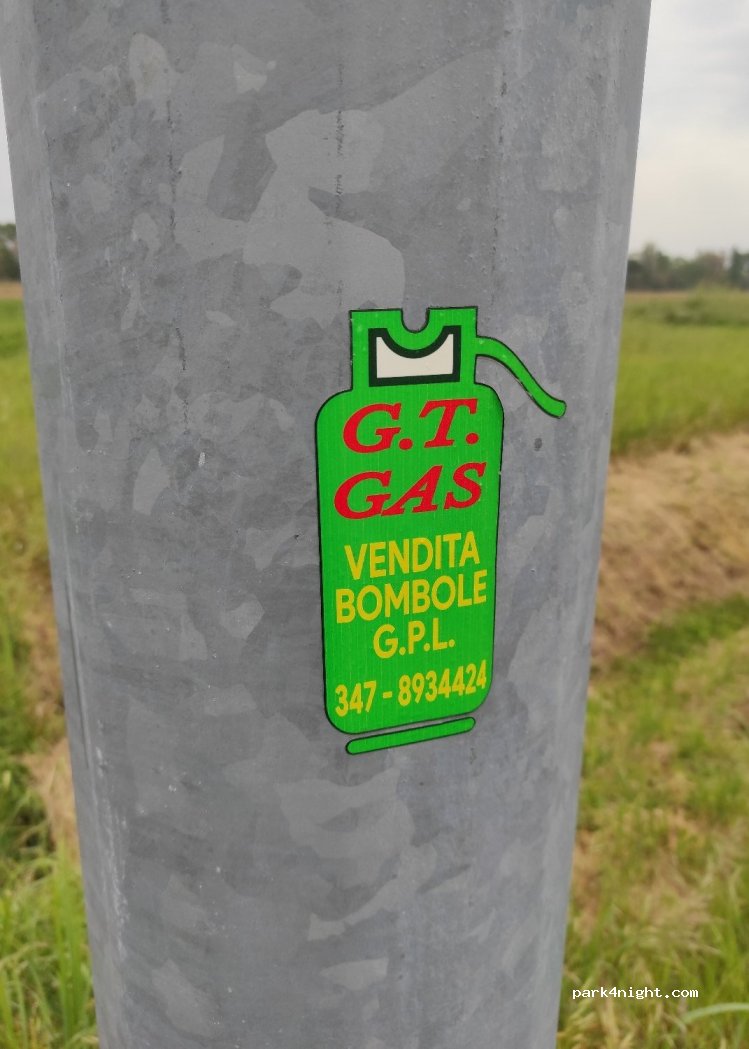 G.T.
GAS
VENDITA
BOMBOLE
G.P.L.
347 - 8934424
park4night.com